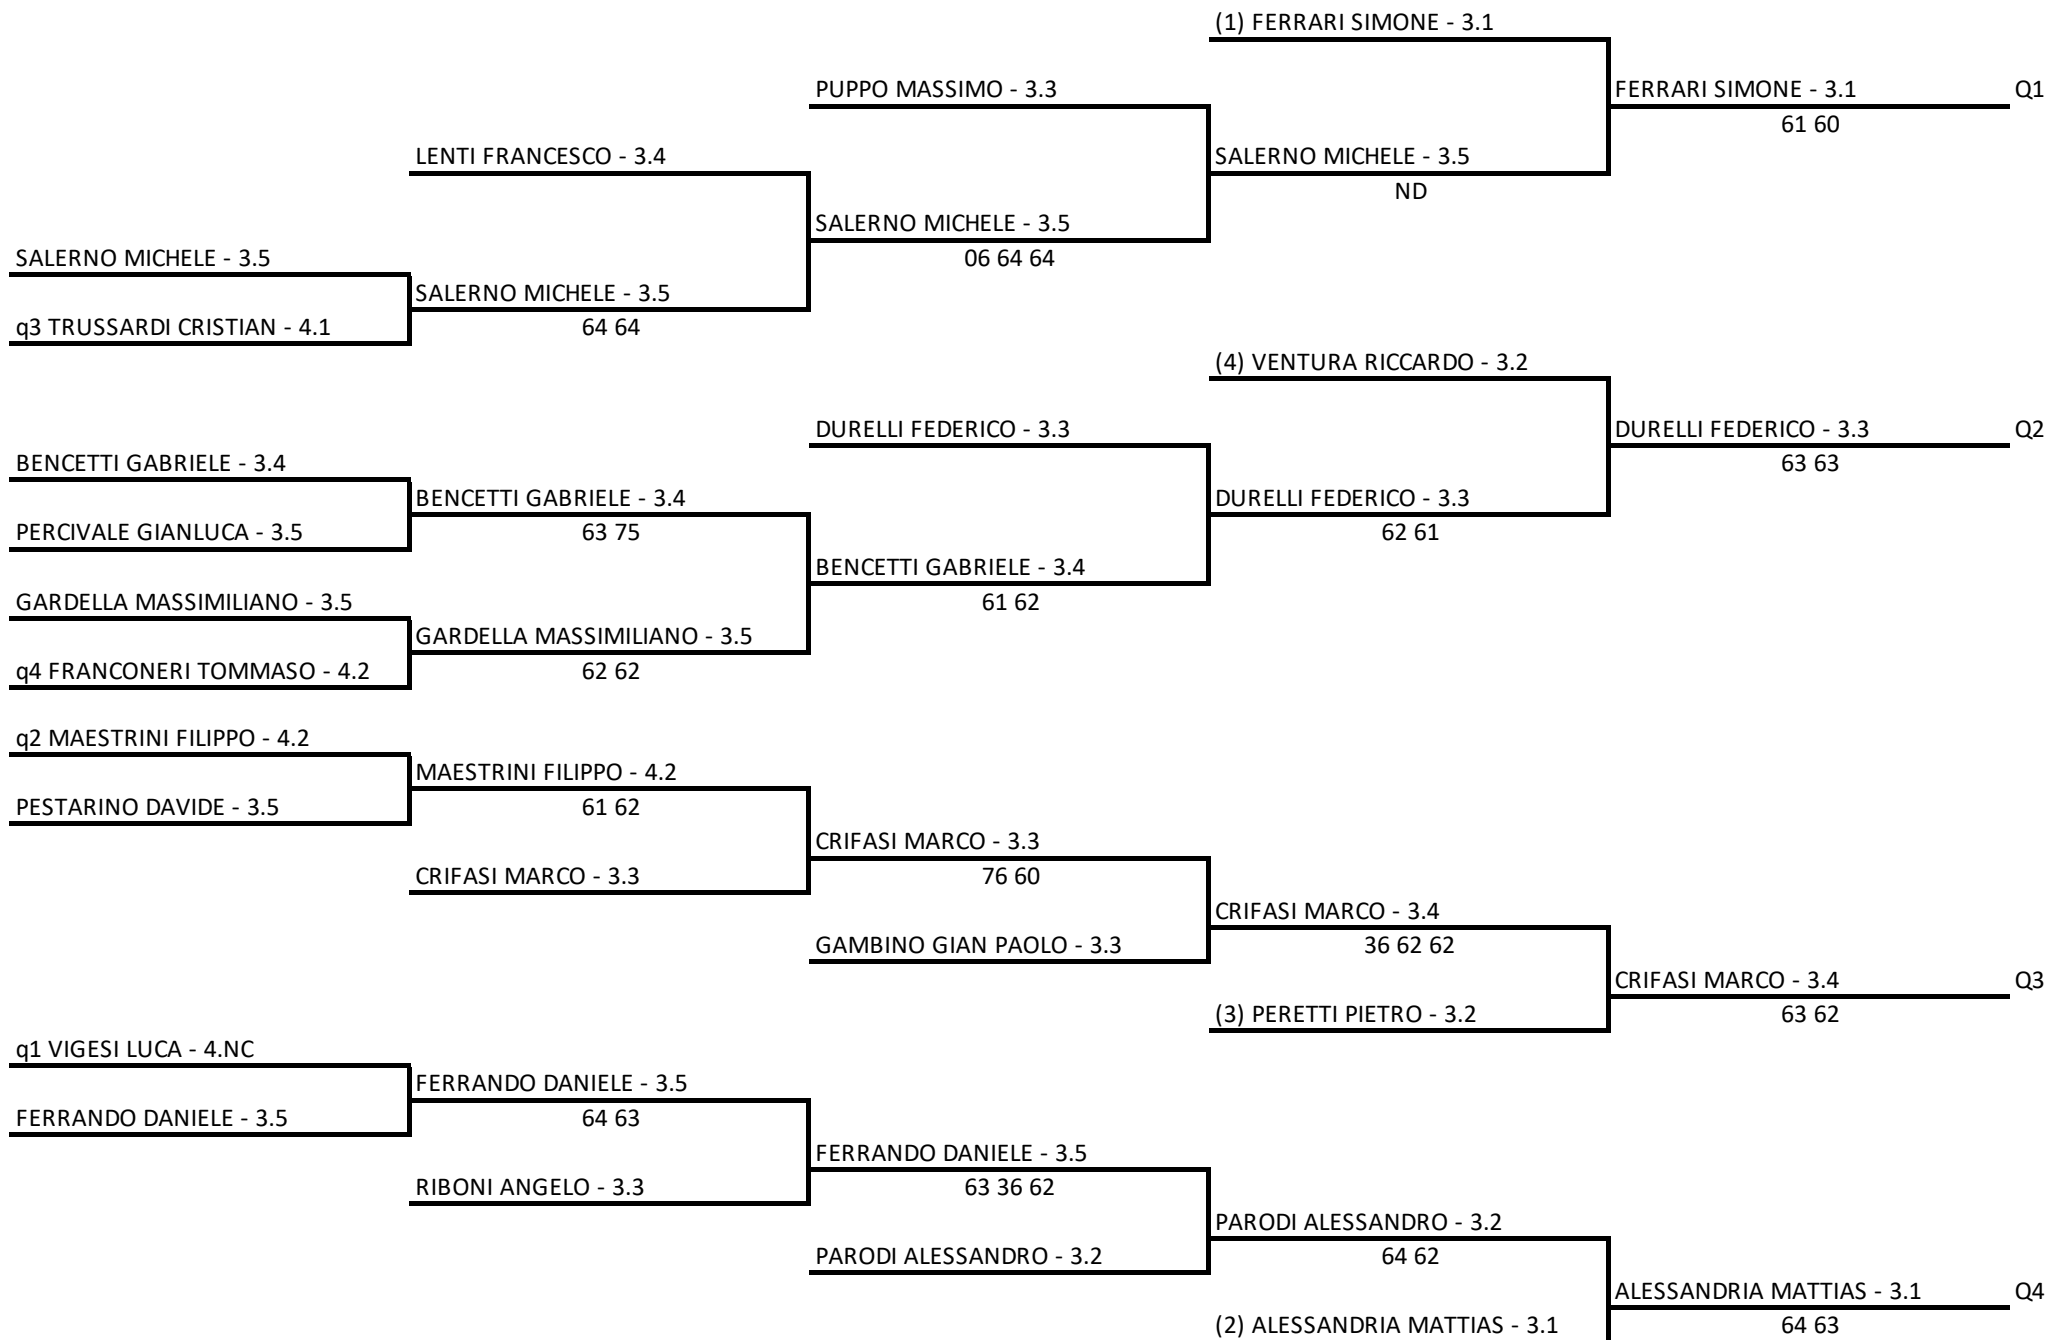 (1) FERRARI SIMONE - 3.1
PUPPO MASSIMO - 3.3
FERRARI SIMONE - 3.1
Q1
61 60
LENTI FRANCESCO - 3.4
SALERNO MICHELE - 3.5
ND
SALERNO MICHELE - 3.5
06 64 64
SALERNO MICHELE - 3.5
SALERNO MICHELE - 3.5
64 64
q3 TRUSSARDI CRISTIAN - 4.1
(4) VENTURA RICCARDO - 3.2
DURELLI FEDERICO - 3.3
DURELLI FEDERICO - 3.3
Q2
63 63
BENCETTI GABRIELE - 3.4
BENCETTI GABRIELE - 3.4
63 75
DURELLI FEDERICO - 3.3
62 61
PERCIVALE GIANLUCA - 3.5
BENCETTI GABRIELE - 3.4
61 62
GARDELLA MASSIMILIANO - 3.5
GARDELLA MASSIMILIANO - 3.5
62 62
q4 FRANCONERI TOMMASO - 4.2
q2 MAESTRINI FILIPPO - 4.2
MAESTRINI FILIPPO - 4.2
61 62
PESTARINO DAVIDE - 3.5
CRIFASI MARCO - 3.3
76 60
CRIFASI MARCO - 3.3
CRIFASI MARCO - 3.4
36 62 62
GAMBINO GIAN PAOLO - 3.3
CRIFASI MARCO - 3.4
Q3
63 62
(3) PERETTI PIETRO - 3.2
q1 VIGESI LUCA - 4.NC
FERRANDO DANIELE - 3.5
64 63
FERRANDO DANIELE - 3.5
FERRANDO DANIELE - 3.5
63 36 62
RIBONI ANGELO - 3.3
PARODI ALESSANDRO - 3.2
64 62
PARODI ALESSANDRO - 3.2
ALESSANDRIA MATTIAS - 3.1
Q4
64 63
(2) ALESSANDRIA MATTIAS - 3.1